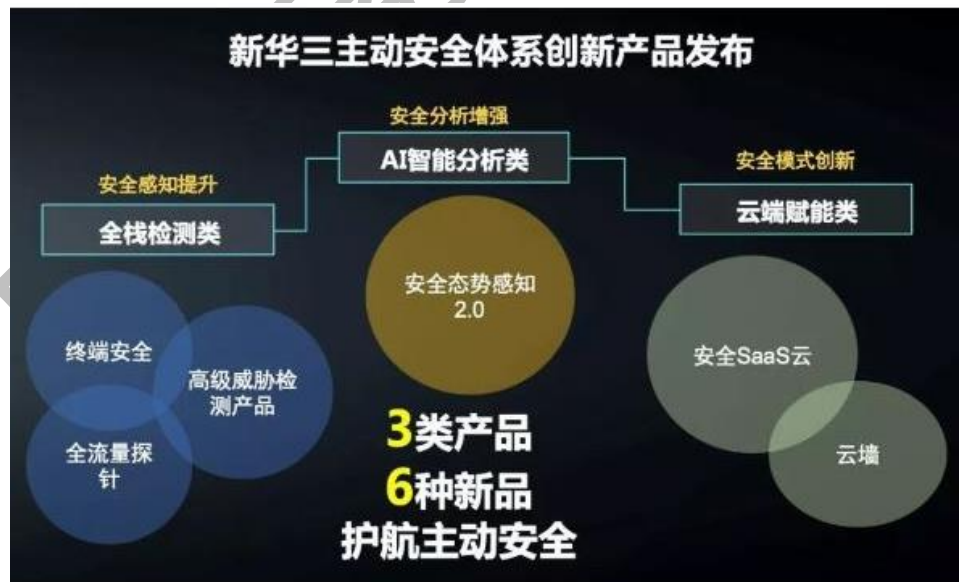 新华三主动安全体系创新产品发布
安全分析增强
AI智能分析类
安全感知提升
全栈检测类
安全模式创新
云端赋能类
终端安全
高级威胁检
测产品
全流量探
针
安全态势感知
2.0
3类产品
6种新品
护航主动安全
安全SaaS云
云墙